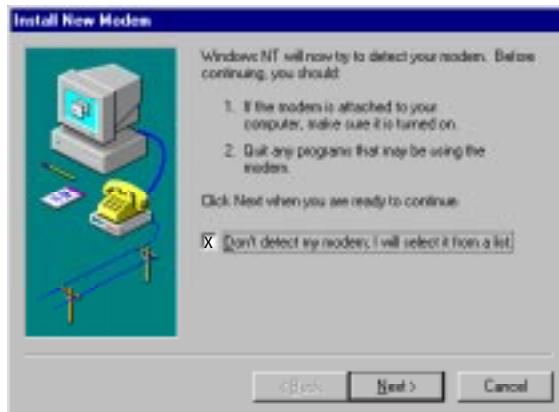 Install New Modem
Windows NT will now try to detect your modem. Before
continuing, you should:
1. If the modem is attached to your
computer, make sure it is turned on.
2. Quit any programs that may be using the
modem.
Click Next when you are ready to continue.
X Don't detect my modem; I will select it from a list.
< Back
Next >
Cancel